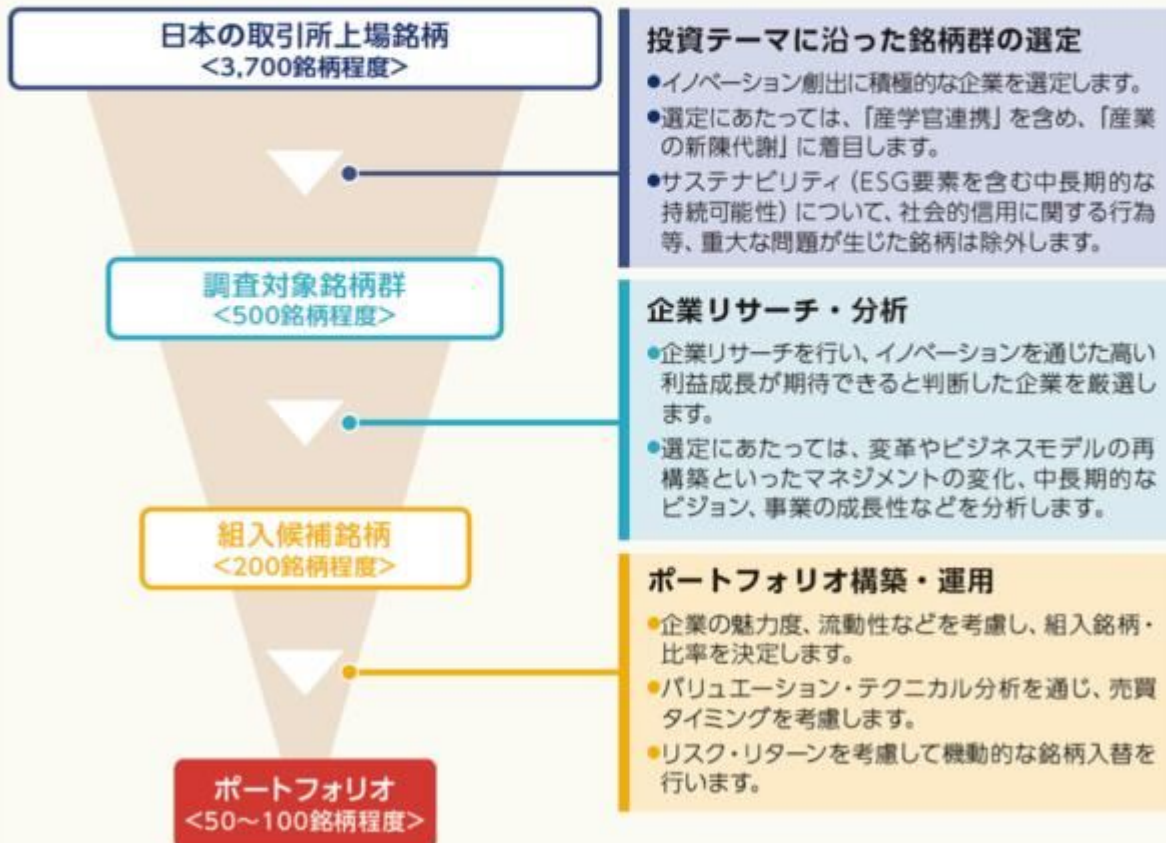 日本の取引所上場銘柄
<3,700銘柄程度>
投資テーマに沿った銘柄群の選定
●イノベーション創出に積極的な企業を選定します。
●選定にあたっては、「産学官連携」を含め、「産業
の新陳代謝」に着目します。
●サステナビリティ(ESG要素を含む中長期的な
持続可能性)について、社会的信用に関する行為
等、重大な問題が生じた銘柄は除外します。
調査対象銘柄群
<500銘柄程度>
企業リサーチ・分析
●企業リサーチを行い、イノベーションを通じた高い
利益成長が期待できると判断した企業を厳選し
ます。
●選定にあたっては、変革やビジネスモデルの再
構築といったマネジメントの変化、中長期的な
ビジョン、事業の成長性などを分析します。
組入候補銘柄
<200銘柄程度>
ポートフォリオ構築・運用
●企業の魅力度、流動性などを考慮し、組入銘柄・
比率を決定します。
●バリュエーション・テクニカル分析を通じ、売買
タイミングを考慮します。
●リスク・リターンを考慮して機動的な銘柄入替を
行います。
ポートフォリオ
<50〜100銘柄程度>